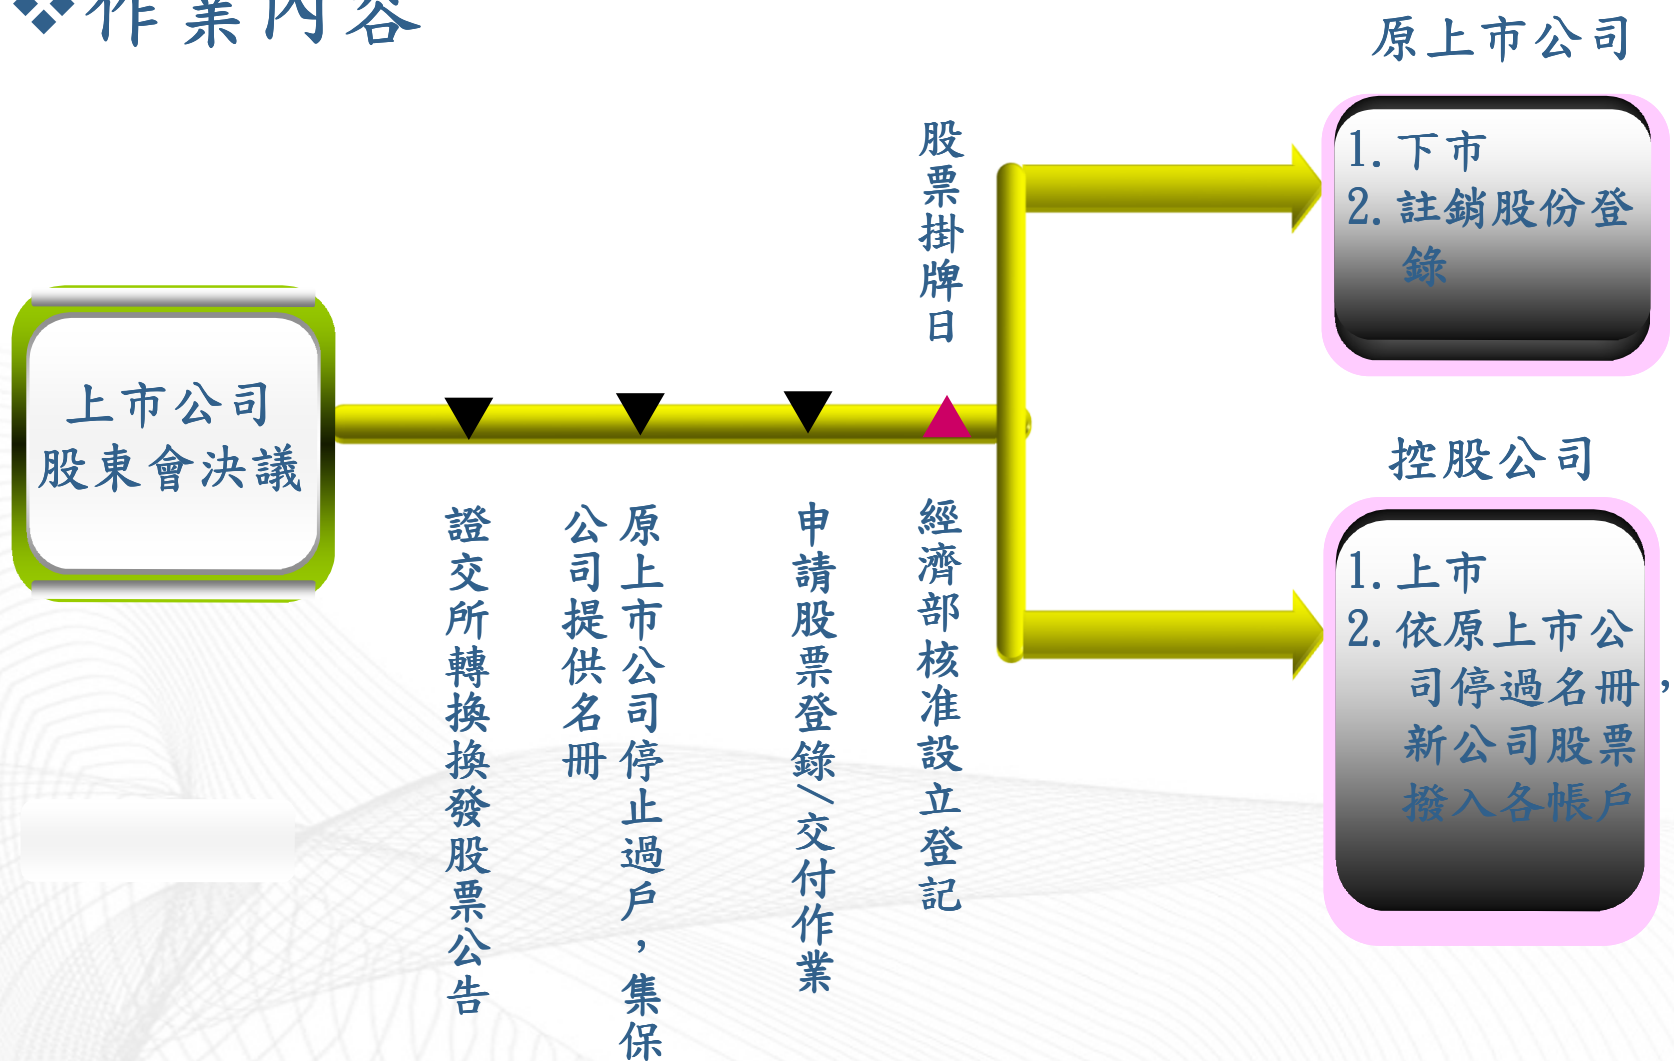 ❖作業內容
上市公司
股東會決議
證交所轉換換發股票公告
原上市公司停止過戶，集保
公司提供名冊
申請股票登錄／交付作業
股票掛牌日
經濟部核准設立登記
原上市公司
1.下市
2.註銷股份登
錄
控股公司
1.上市
2.依原上市公
司停過名冊，
新公司股票
撥入各帳戶